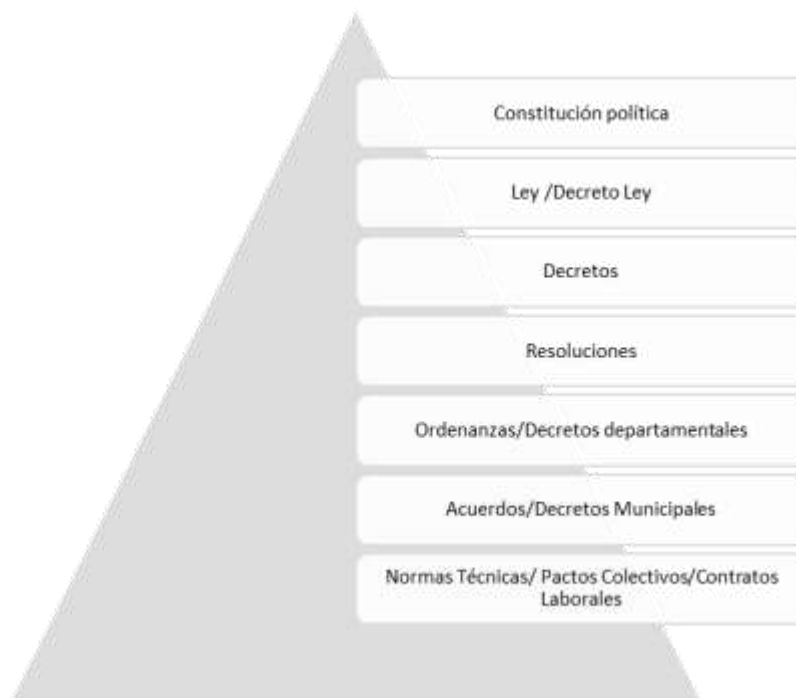 Constitución política
Ley /Decreto Ley
Decretos
Resoluciones
Ordenanzas/Decretos departamentales
Acuerdos/Decretos Municipales
Normas Técnicas/ Pactos Colectivos/Contratos
Laborales